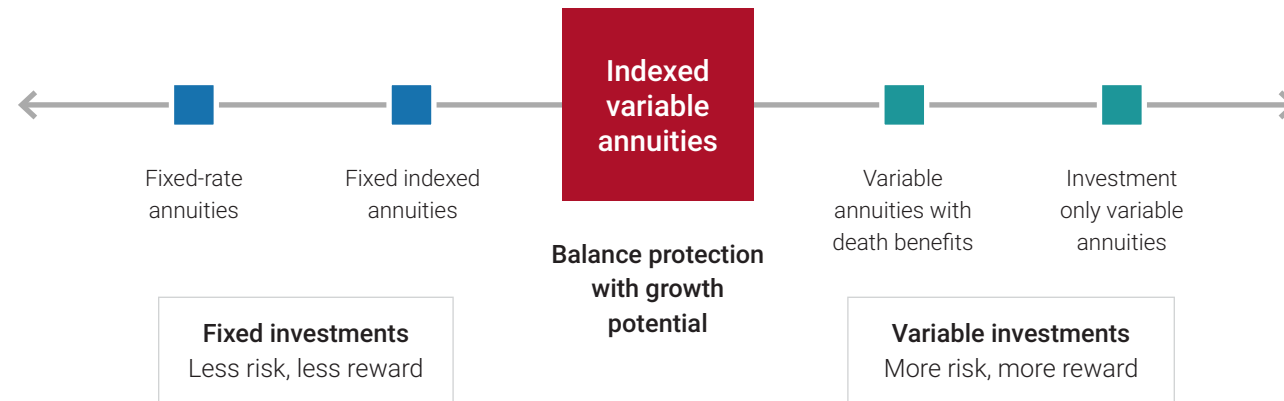 Indexed
variable
annuities
Fixed-rate
annuities
Fixed indexed
annuities
Variable
annuities with
death benefits
Investment
only variable
annuities
Balance protection
with growth
potential
Fixed investments
Less risk, less reward
Variable investments
More risk, more reward